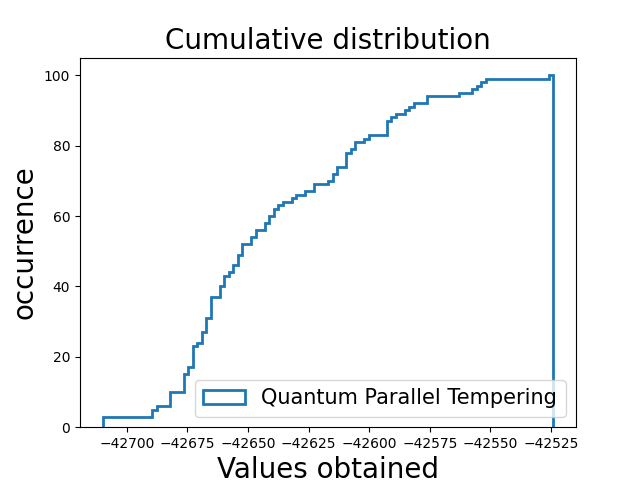 Cumulative distribution
100
80
60
40
20
0
occurrence
Quantum Parallel Tempering
−42700 −42675 −42650 −42625 −42600 −42575 −42550 −42525
Values obtained